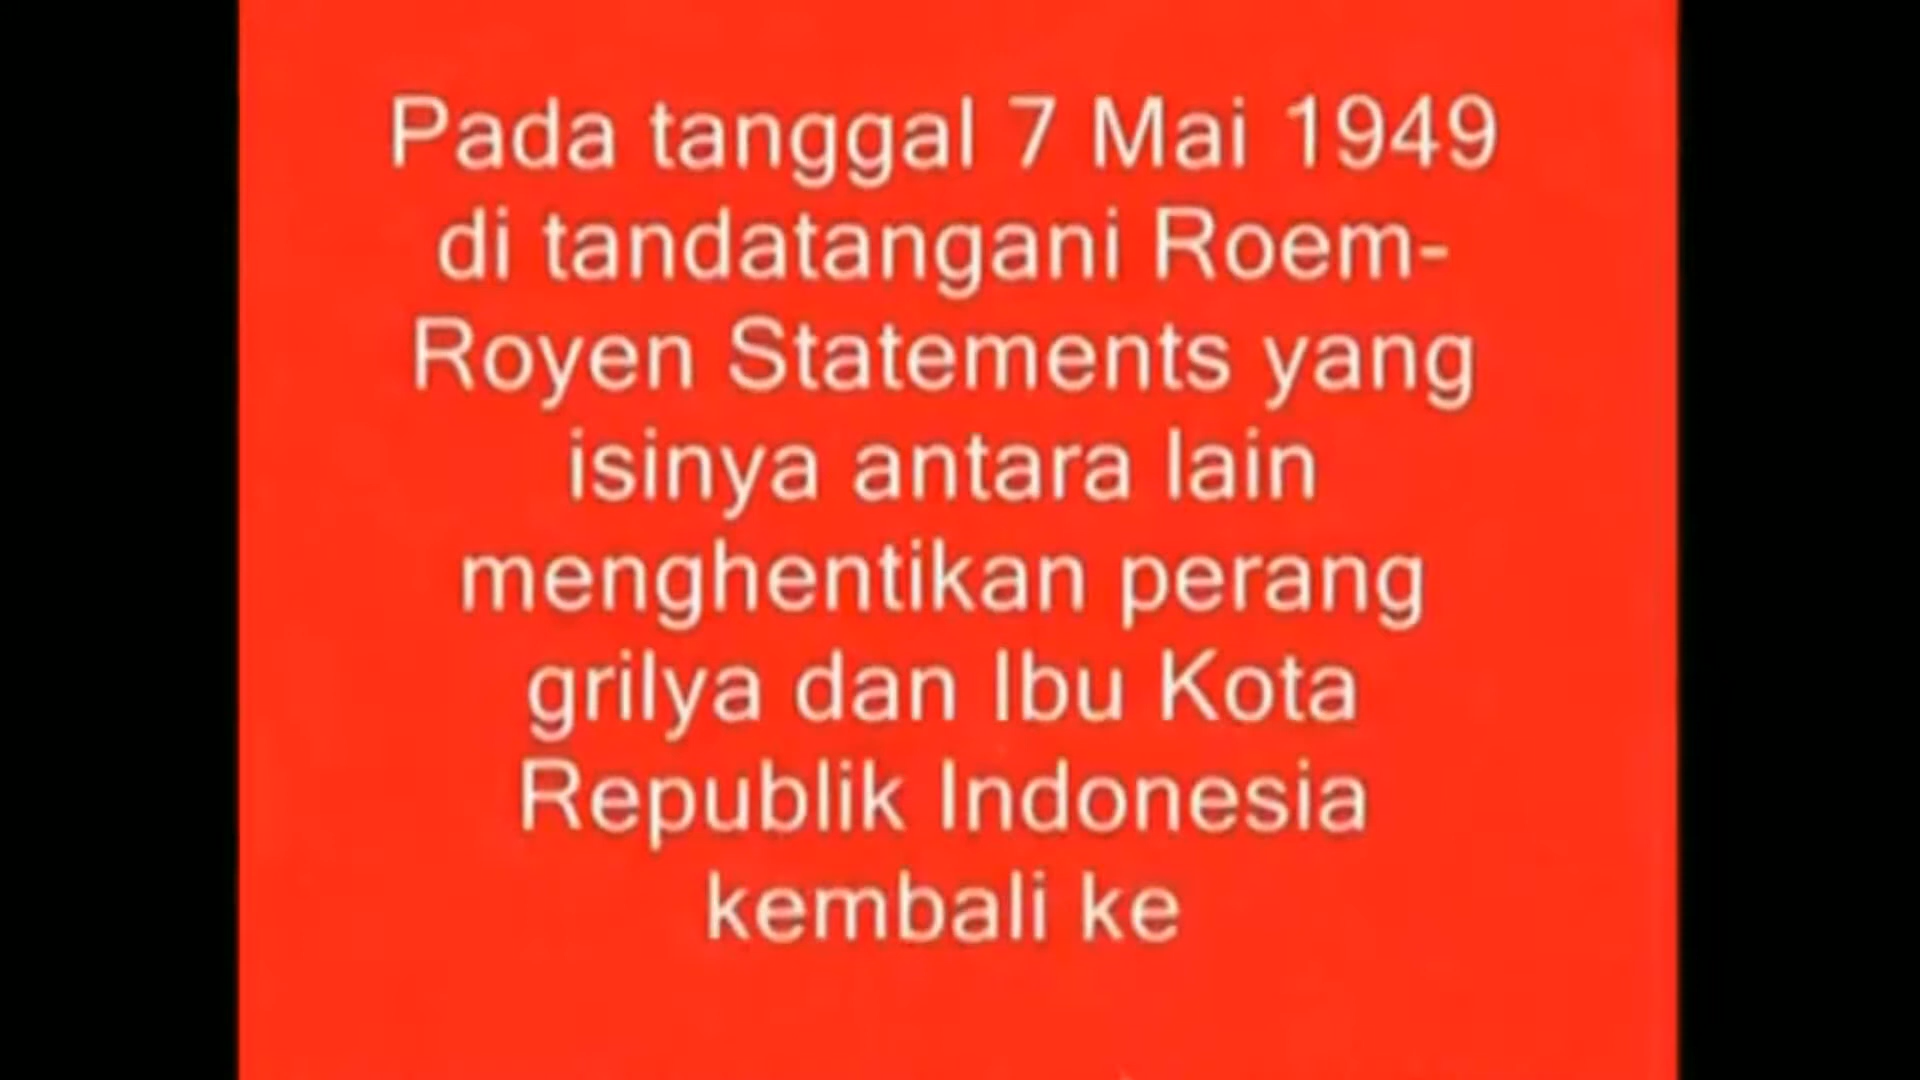 Pada tanggal 7 Mai 1949
di tandatangani Roem-
Royen Statements yang
isinya antara lain
menghentikan perang
grilya dan Ibu Kota
Republik Indonesia
kembali ke